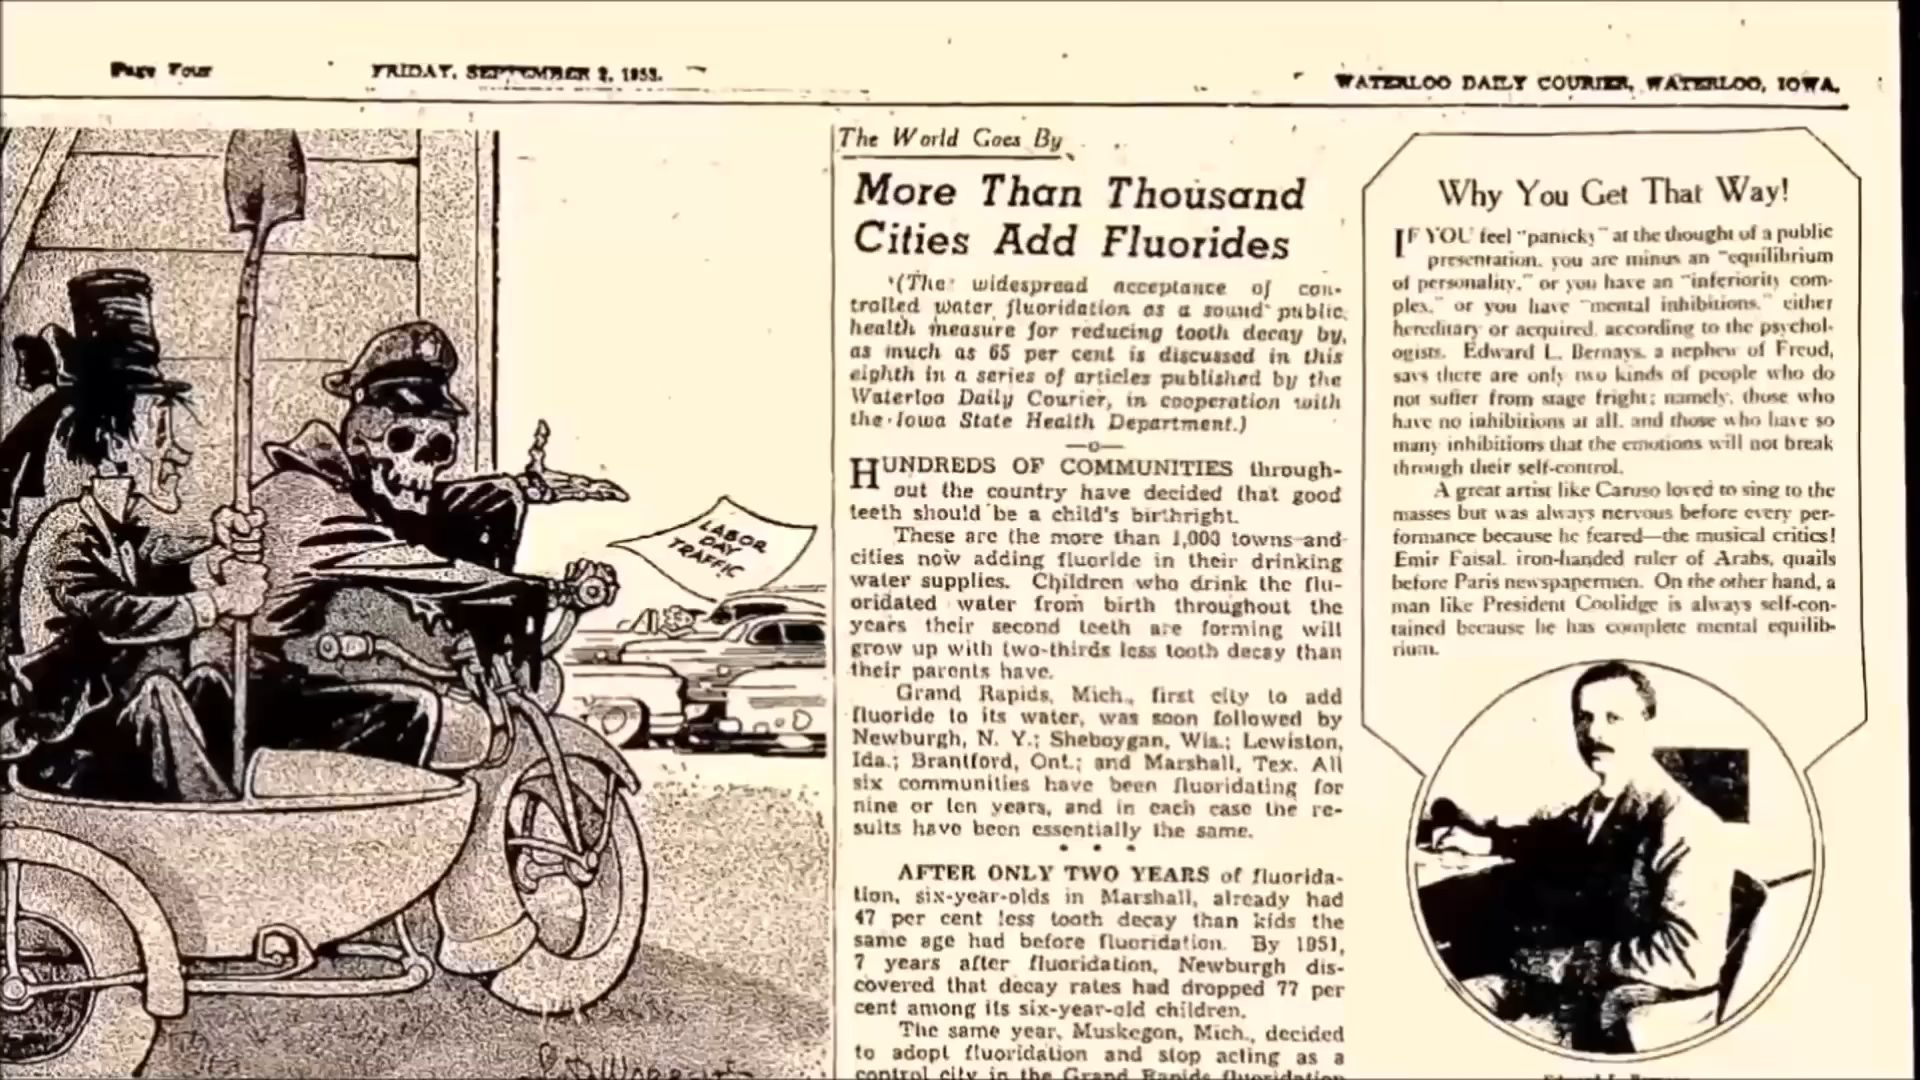 Page Four
FRIDAY, SEPTEMBER 2, 1955.
WATERLOO DAILY COURIER, WATERLOO, IOWA.
LABOR
DAY
TRAFFIC
The World Goes By
More Than Thousand
Cities Add Fluorides
(The widespread acceptance of con-
trolled water fluoridation as a sound public
health measure for reducing tooth decay by,
as much as 65 per cent is discussed in this
eighth in a series of articles published by the
Waterloo Daily Courier, in cooperation with
the Iowa State Health Department.)
HUNDREDS OF COMMUNITIES through-
out the country have decided that good
teeth should be a child's birthright.
These are the more than 1,000 towns and
cities now adding fluoride in their drinking
water supplies. Children who drink the flu-
oridated water from birth throughout the
years their second teeth are forming will
grow up with two-thirds less tooth decay than
their parents have.
Grand Rapids, Mich., first city to add
fluoride to its water, was soon followed by
Newburgh, N. Y.; Sheboygan, Wis.; Lewiston,
Ida.; Brantford, Ont.; and Marshall, Tex. All
six communities have been fluoridating for
nine or ten years, and in each case the re-
sults have been essentially the same.
AFTER ONLY TWO YEARS of fluorida-
tion, six-year-olds in Marshall, already had
47 per cent less tooth decay than kids the
same age had before fluoridation. By 1951,
7 years after fluoridation, Newburgh dis-
covered that decay rates had dropped 77 per
cent among its six-year-old children.
The same year, Muskegon, Mich., decided
to adopt fluoridation and stop acting as a
control city in the Grand Rapids fluoridation
Why You Get That Way!
IF YOU feel "panicky" at the thought of a public
presentation, you are minus an "equilibrium
of personality," or you have an "inferiority com-
plex," or you have "mental inhibitions," either
hereditary or acquired, according to the psychol-
ogists. Edward L. Bernays, a nephew of Freud,
says there are only two kinds of people who do
not suffer from stage fright; namely, those who
have no inhibitions at all, and those who have so
many inhibitions that the emotions will not break
through their self-control.
A great artist like Caruso loved to sing to the
masses but was always nervous before every per-
formance because he feared—the musical critics!
Emir Faisal, iron-handed ruler of Arabs, quails
before Paris newspapermen. On the other hand, a
man like President Coolidge is always self-con-
tained because he has complete mental equilib-
rium.